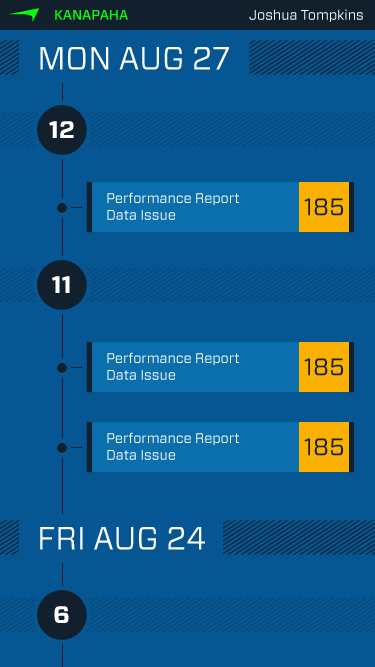 KANAPAHA
Joshua Tompkins
MON AUG 27
12
Performance Report
Data Issue
185
11
Performance Report
Data Issue
185
Performance Report
Data Issue
185
FRI AUG 24
6